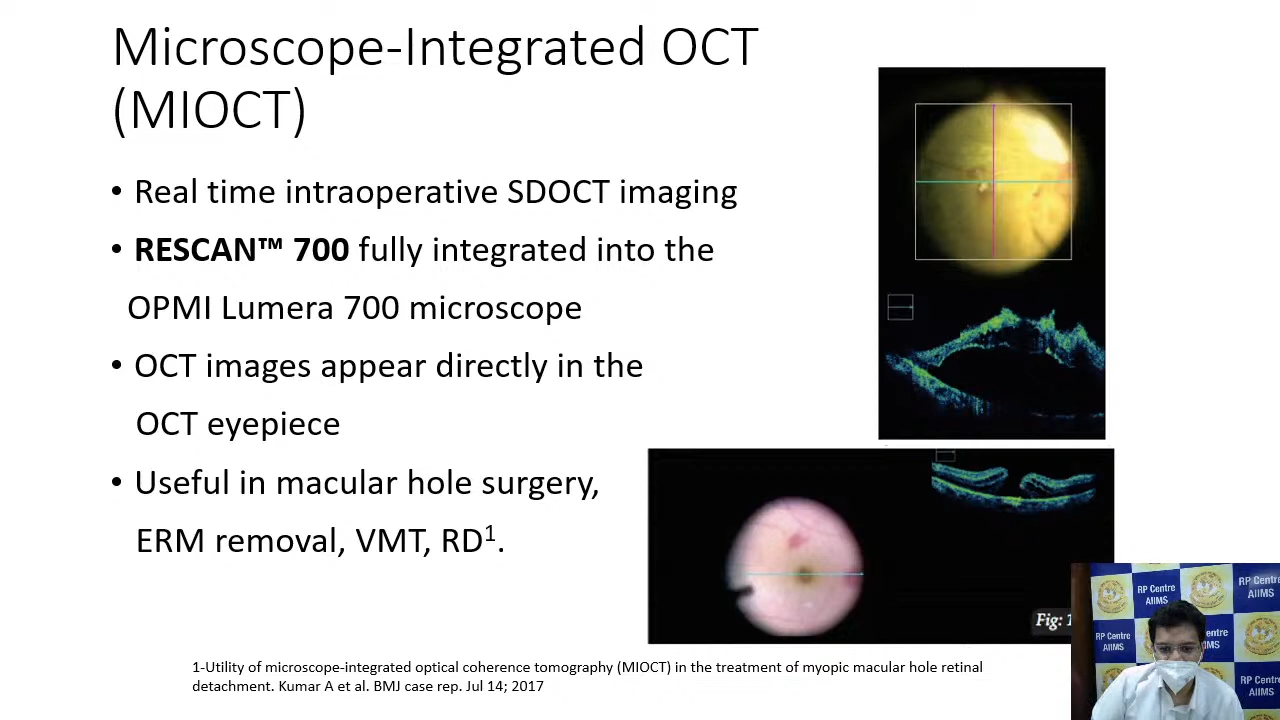 Microscope-Integrated OCT
(MIOCT)
• Real time intraoperative SDOCT imaging
• RESCAN™ 700 fully integrated into the
OPMI Lumera 700 microscope
• OCT images appear directly in the
OCT eyepiece
• Useful in macular hole surgery,
ERM removal, VMT, RD¹.
Fig: 1
1-Utility of microscope-integrated optical coherence tomography (MIOCT) in the treatment of myopic macular hole retinal
detachment. Kumar A et al. BMJ case rep. Jul 14; 2017
RP Centre
AIIMS
RP Centre
AIIMS
RP Centre
AIIMS
RP Centre
AIIMS